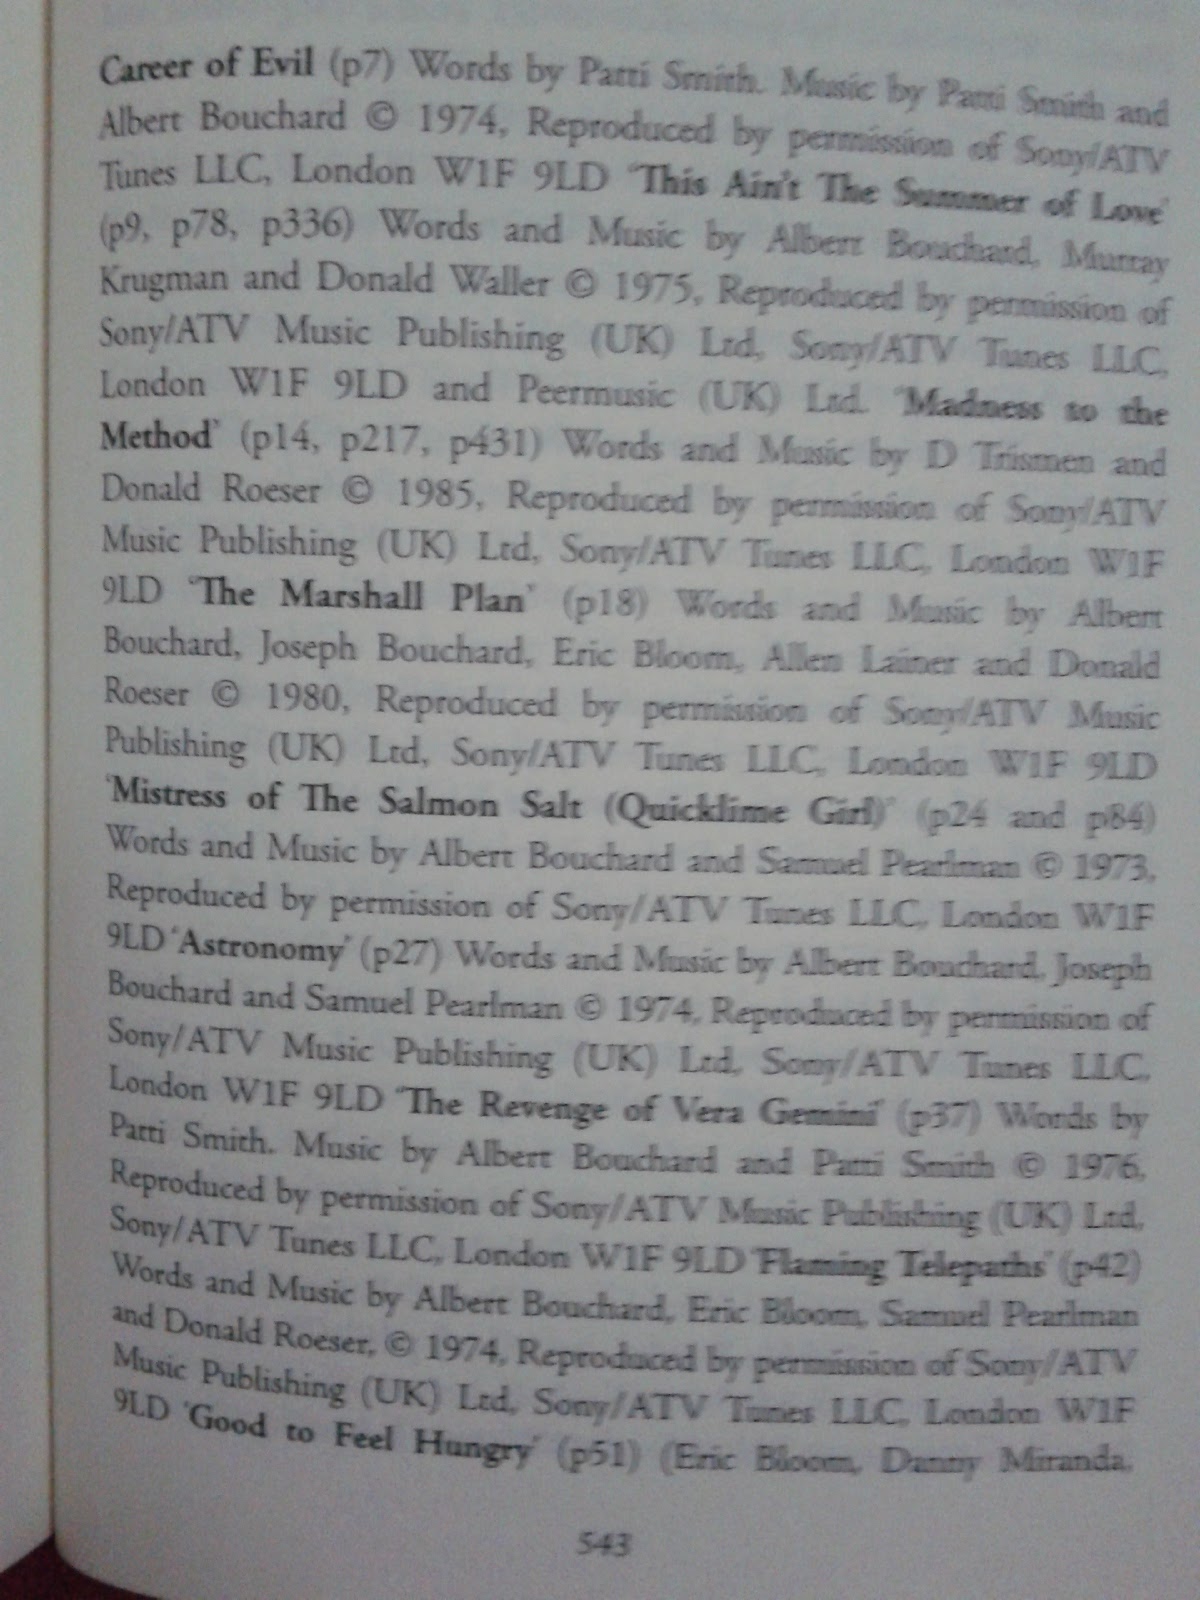 Career of Evil (p7) Words by Patti Smith. Music by Patti Smith and
Albert Bouchard © 1974, Reproduced by permission of Sony/ATV
Tunes LLC, London W1F 9LD 'This Ain't The Summer of Love'
(p9, p78, p336) Words and Music by Albert Bouchard, Murray
Krugman and Donald Waller © 1975, Reproduced by permission of
Sony/ATV Music Publishing (UK) Ltd, Sony/ATV Tunes LLC,
London W1F 9LD and Peermusic (UK) Ltd. 'Madness to the
Method' (p14, p217, p431) Words and Music by D Trismen and
Donald Roeser © 1985, Reproduced by permission of Sony/ATV
Music Publishing (UK) Ltd, Sony/ATV Tunes LLC, London W1F
9LD 'The Marshall Plan' (p18) Words and Music by Albert
Bouchard, Joseph Bouchard, Eric Bloom, Allen Lainer and Donald
Roeser © 1980, Reproduced by permission of Sony/ATV Music
Publishing (UK) Ltd, Sony/ATV Tunes LLC, London W1F 9LD
'Mistress of The Salmon Salt (Quicklime Girl)' (p24 and p84)
Words and Music by Albert Bouchard and Samuel Pearlman © 1973,
Reproduced by permission of Sony/ATV Tunes LLC, London W1F
9LD 'Astronomy' (p27) Words and Music by Albert Bouchard, Joseph
Bouchard and Samuel Pearlman © 1974, Reproduced by permission of
Sony/ATV Music Publishing (UK) Ltd, Sony/ATV Tunes LLC,
London W1F 9LD 'The Revenge of Vera Gemini' (p37) Words by
Patti Smith. Music by Albert Bouchard and Patti Smith © 1976,
Reproduced by permission of Sony/ATV Music Publishing (UK) Ltd,
Sony/ATV Tunes LLC, London W1F 9LD 'Flaming Telepaths' (p42)
Words and Music by Albert Bouchard, Eric Bloom, Samuel Pearlman
and Donald Roeser, © 1974, Reproduced by permission of Sony/ATV
Music Publishing (UK) Ltd, Sony/ATV Tunes LLC, London W1F
9LD 'Good to Feel Hungry' (p51) (Eric Bloom, Danny Miranda,
543